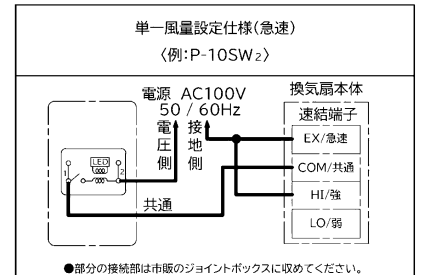 単一風量設定仕様(急速)
〈例:P-10SW₂〉
電源 AC100V
50 / 60Hz
電圧側
接地側
換気扇本体
速結端子
EX/急速
COM/共通
HI/強
LO/弱
LED
1
2
共通
●部分の接続部は市販のジョイントボックスに収めてください。